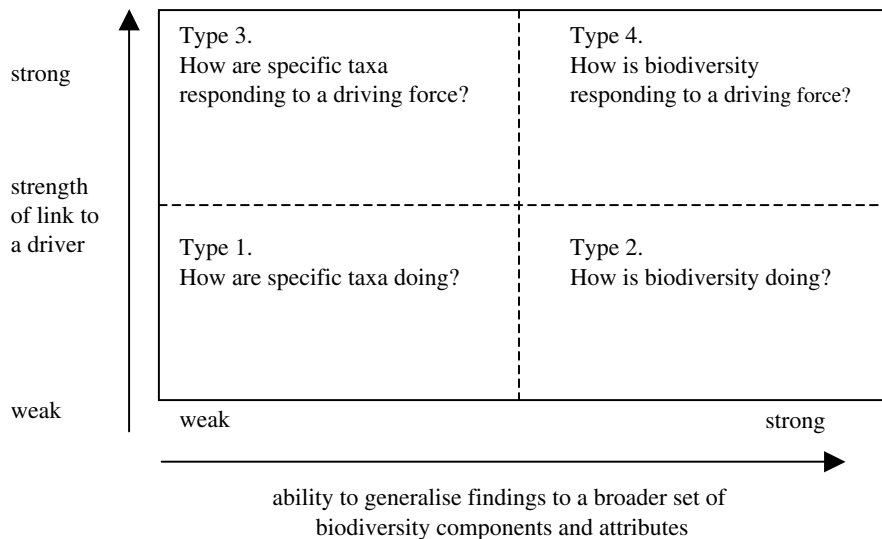 Type 3.
How are specific taxa
responding to a driving force?
Type 4.
How is biodiversity
responding to a driving force?
strong
strength
of link to
a driver
Type 1.
How are specific taxa doing?
Type 2.
How is biodiversity doing?
weak
weak
strong
ability to generalise findings to a broader set of
biodiversity components and attributes